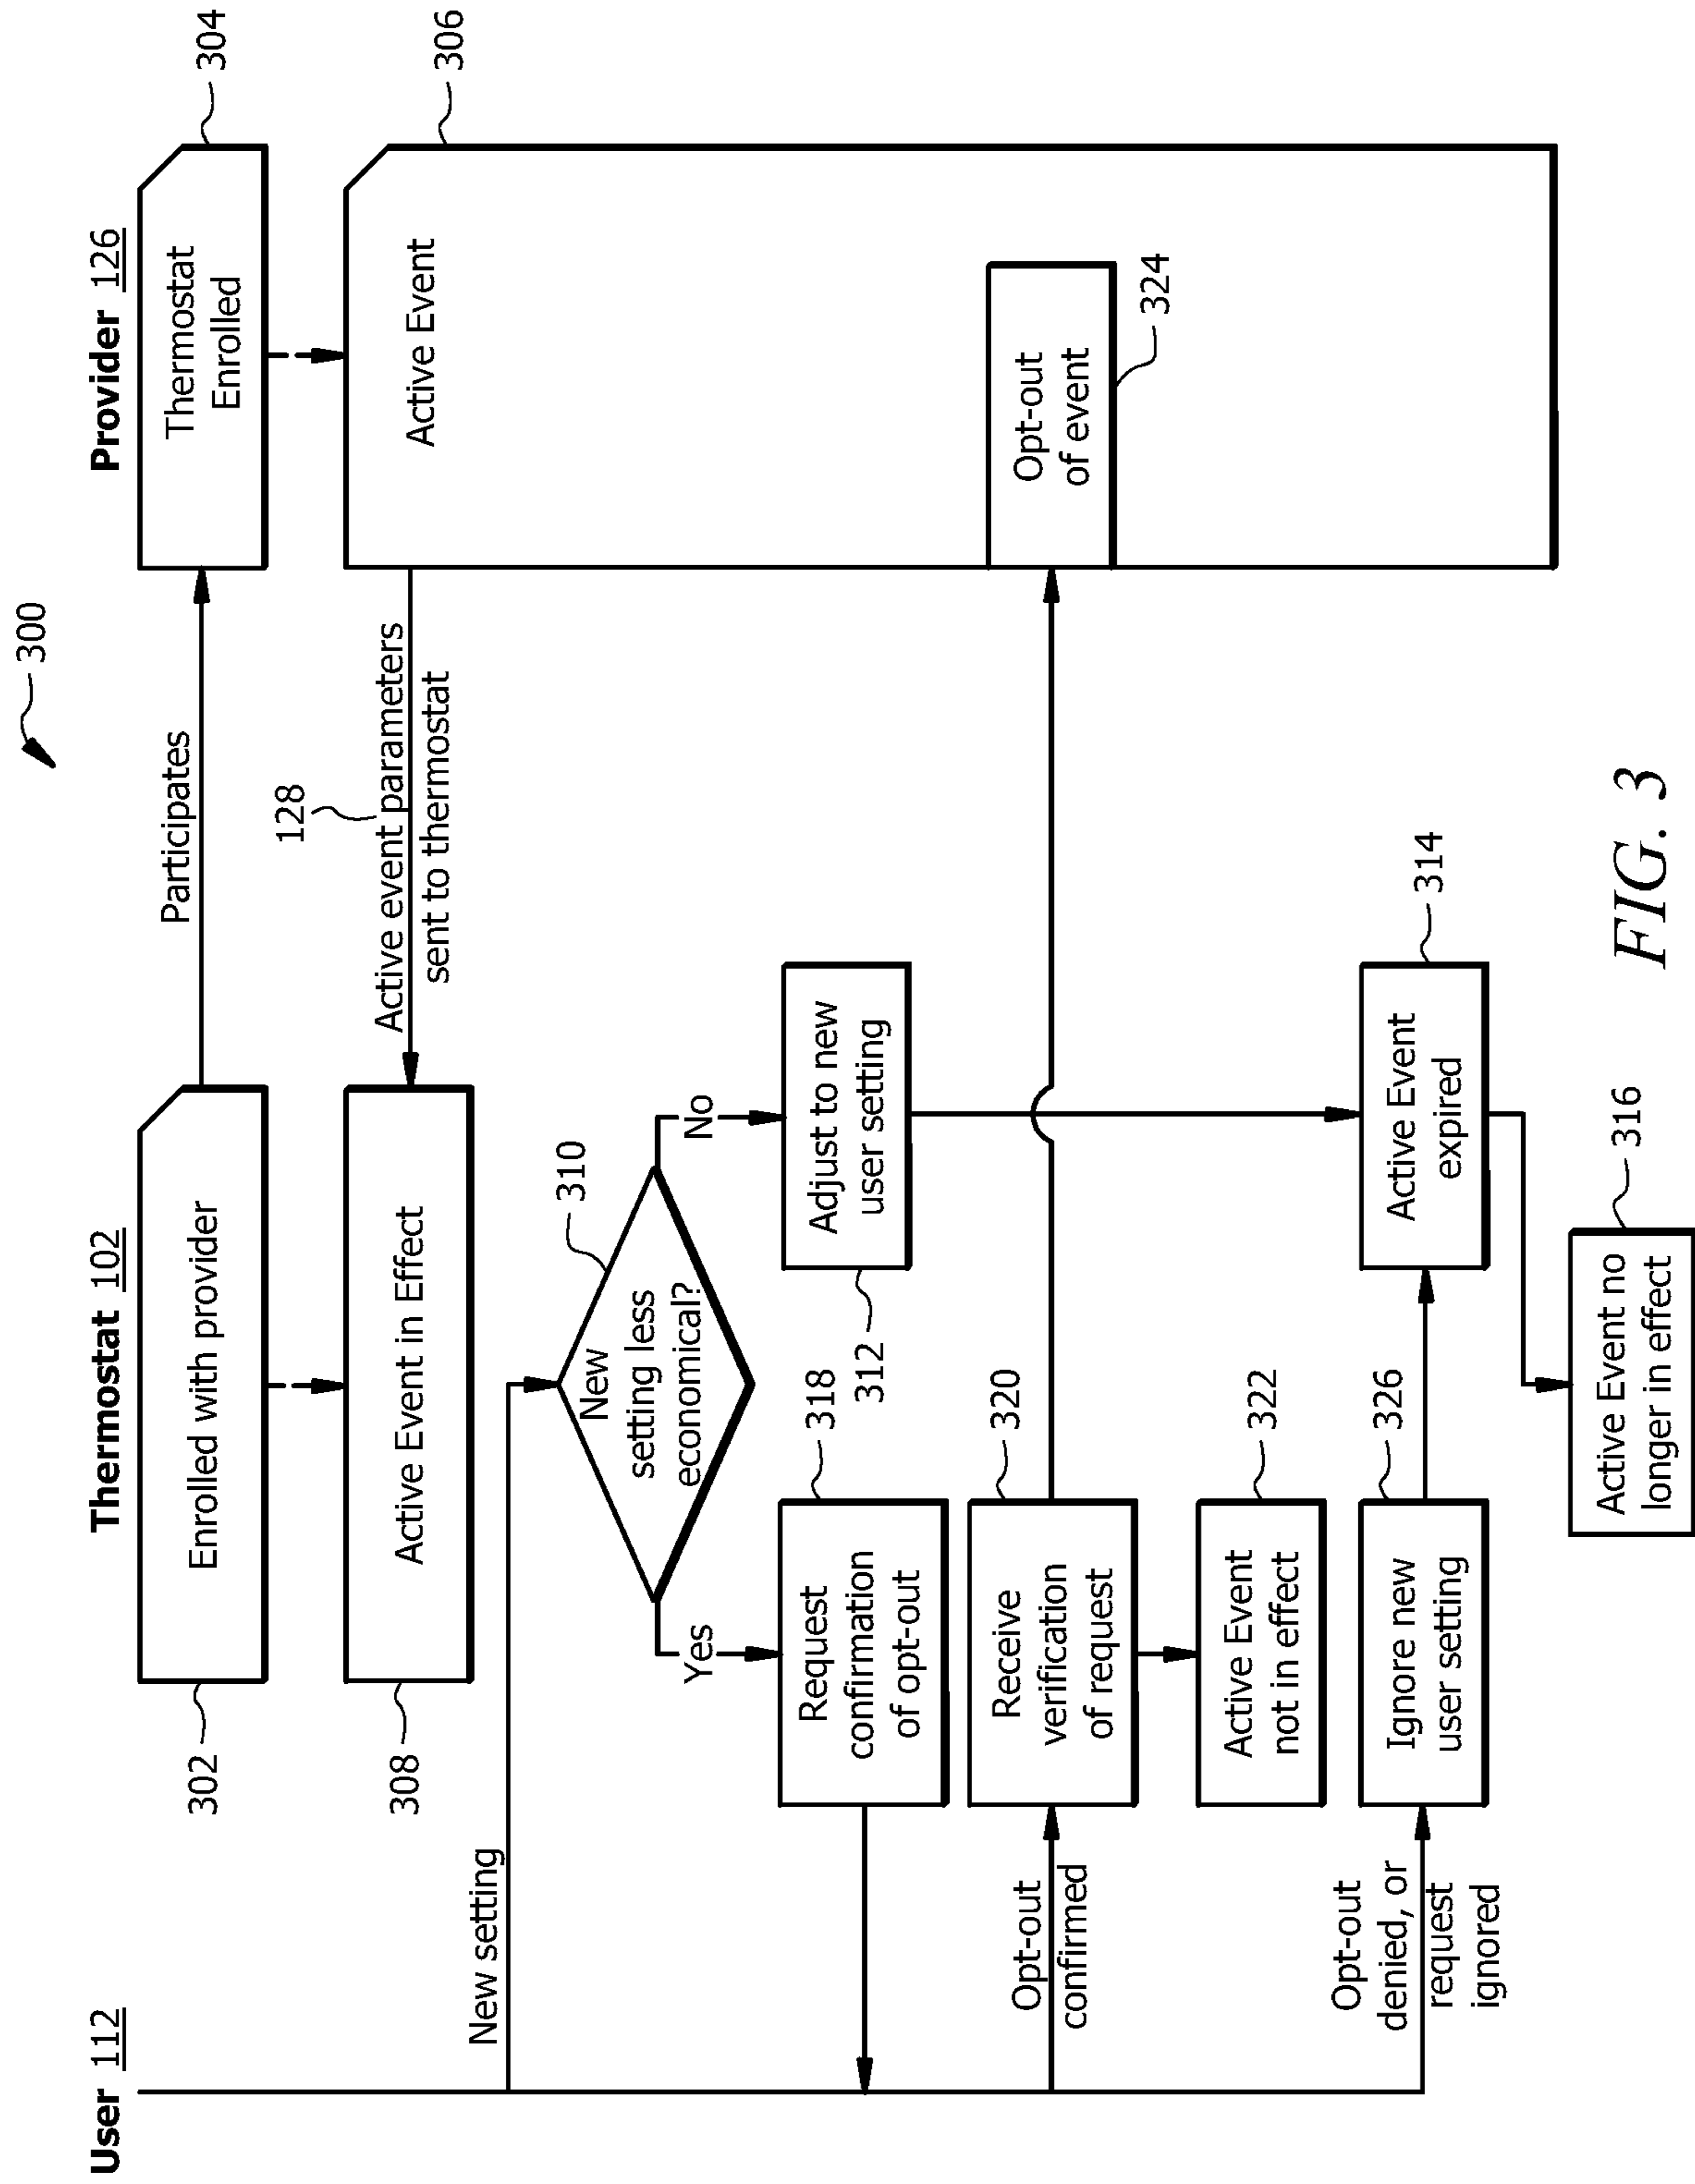 300
User 112
Thermostat 102
Provider 126
302
Enrolled with provider
Participates
Thermostat
Enrolled
304
128
308
Active Event in Effect
Active event parameters
sent to thermostat
Active Event
306
New setting
New
setting less
economical?
310
Yes
No
Request
confirmation
of opt-out
318
Adjust to new
user setting
312
Opt-out
confirmed
Receive
verification
of request
320
Opt-out
of event
324
Active Event
not in effect
322
Opt-out
denied, or
request
ignored
Ignore new
user setting
326
Active Event
expired
314
Active Event no
longer in effect
316
FIG. 3